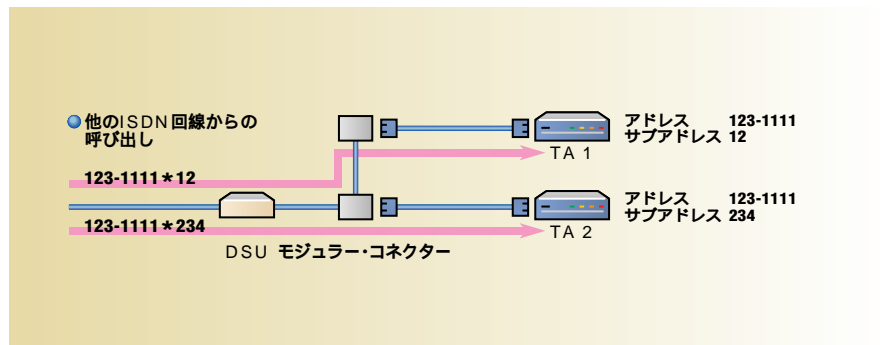 他のISDN回線からの
呼び出し
123-1111*12
123-1111*234
DSU モジュラー・コネクター
TA 1
アドレス 123-1111
サブアドレス 12
TA 2
アドレス 123-1111
サブアドレス 234